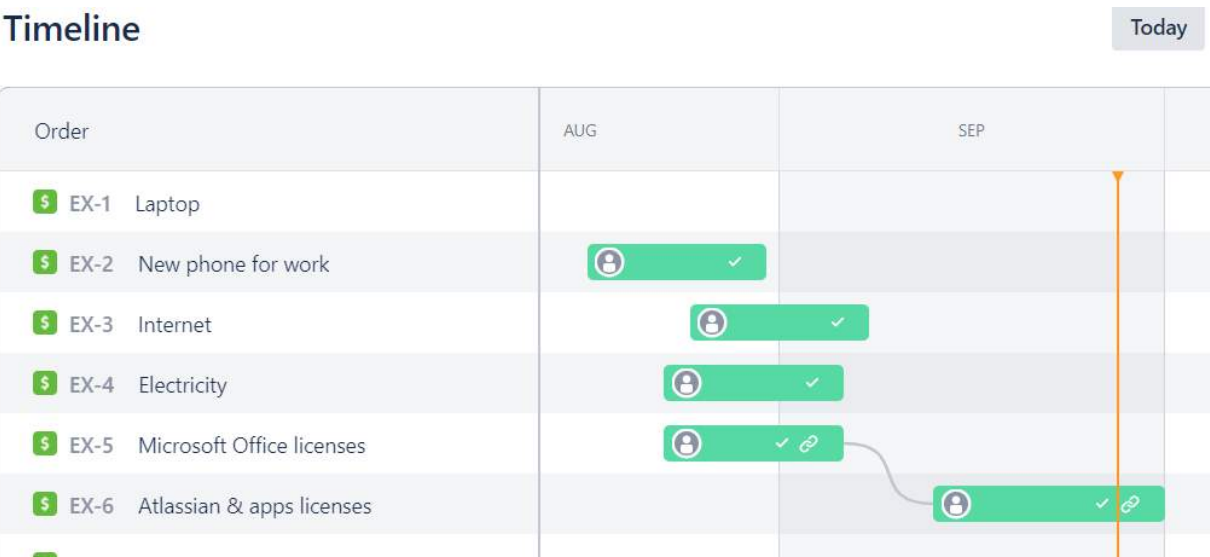 Timeline
Today
Order
AUG
SEP
$ EX-1 Laptop
$ EX-2 New phone for work
$ EX-3 Internet
$ EX-4 Electricity
$ EX-5 Microsoft Office licenses
$ EX-6 Atlassian & apps licenses